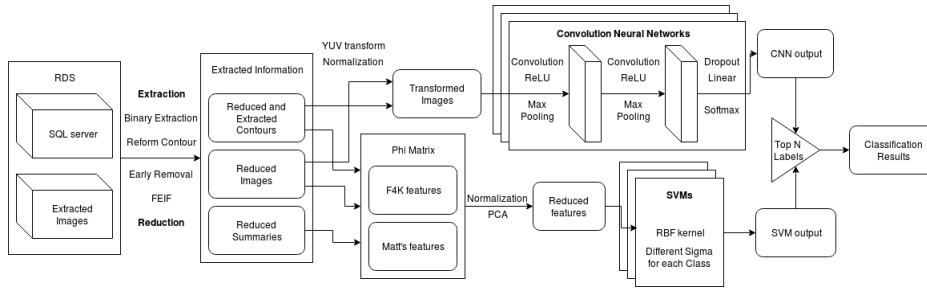 RDS
SQL server
Extracted
Images
Extraction
Binary Extraction
Reform Contour
Early Removal
FEIF
Reduction
Extracted Information
Reduced and
Extracted
Contours
Reduced
Images
Reduced
Summaries
YUV transform
Normalization
Transformed
Images
Phi Matrix
F4K features
Matt's features
Normalization
PCA
Reduced
features
Convolution Neural Networks
Convolution
ReLU
Max
Pooling
Convolution
ReLU
Max
Pooling
Dropout
Linear
Softmax
SVMs
RBF kernel
Different Sigma
for each Class
CNN output
Top N
Labels
SVM output
Classification
Results